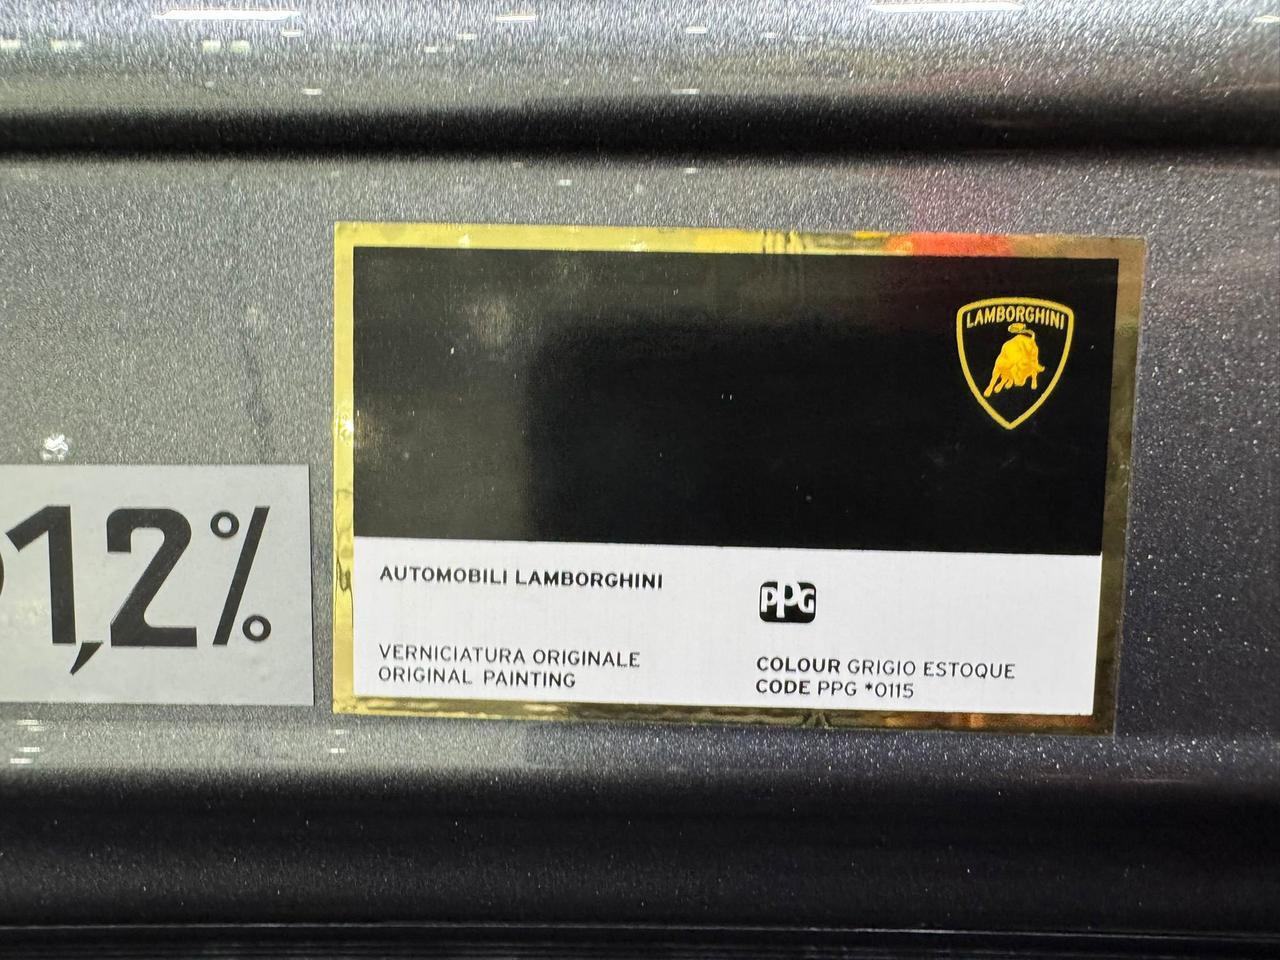 LAMBORGHINI
1,2%
AUTOMOBILI LAMBORGHINI
PPG
VERNICIATURA ORIGINALE
ORIGINAL PAINTING
COLOUR GRIGIO ESTOQUE
CODE PPG *0115